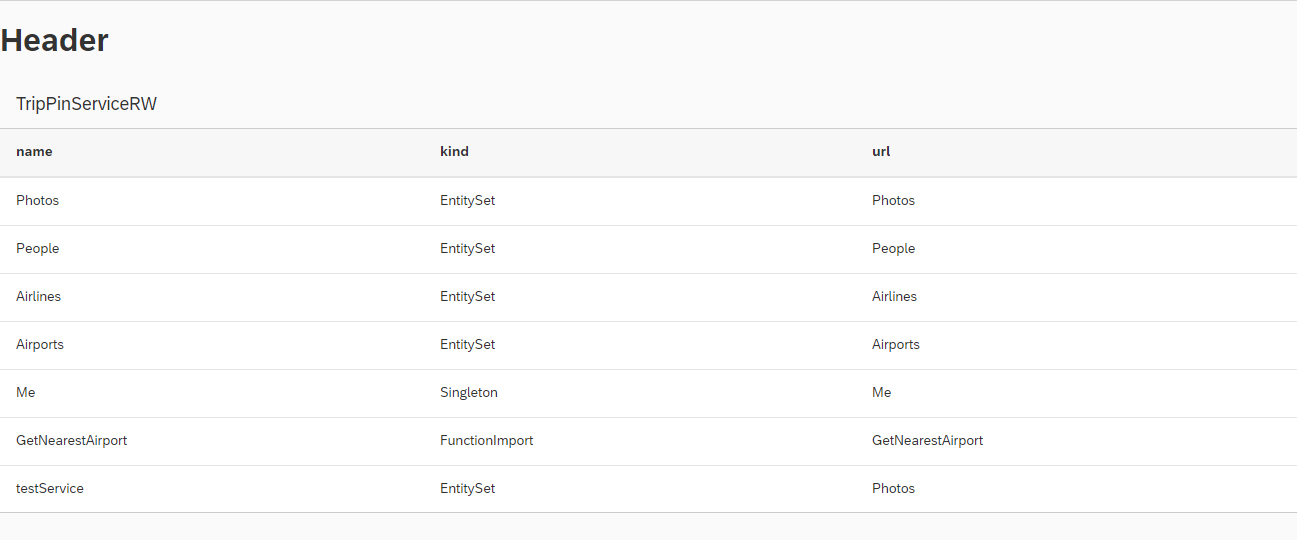 Header
TripPinServiceRW
name kind url
Photos EntitySet Photos
People EntitySet People
Airlines EntitySet Airlines
Airports EntitySet Airports
Me Singleton Me
GetNearestAirport FunctionImport GetNearestAirport
testService EntitySet Photos